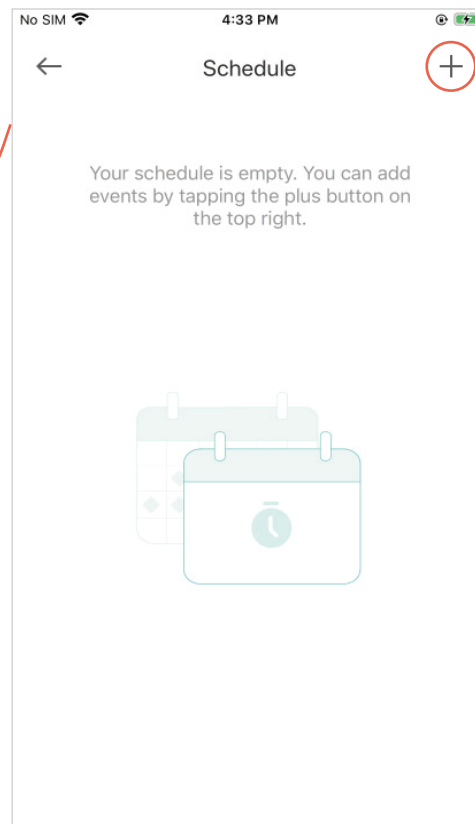 No SIM 4:33 PM
Schedule
Your schedule is empty. You can add
events by tapping the plus button on
the top right.